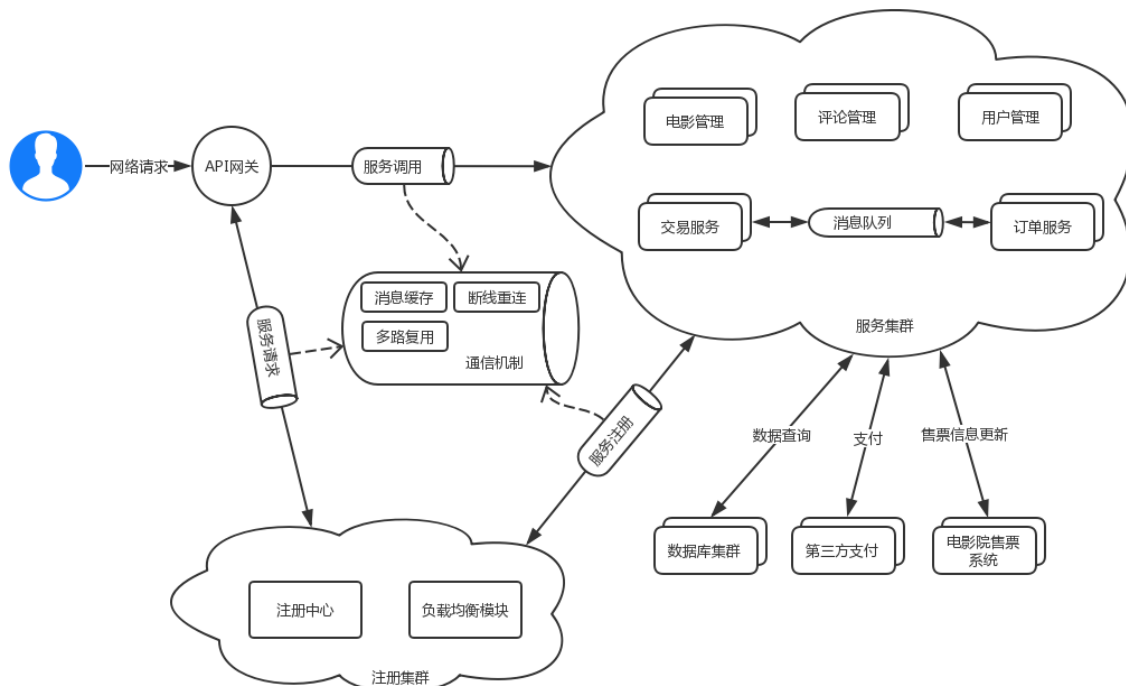 电影管理
评论管理
用户管理
网络请求
API网关
服务调用
交易服务
消息队列
订单服务
消息缓存
断线重连
多路复用
通信机制
服务请求
服务集群
服务注册
数据查询
支付
售票信息更新
数据库集群
第三方支付
电影院售票
系统
注册中心
负载均衡模块
注册集群